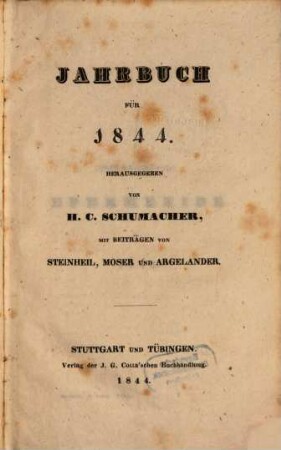 JAHRBUCH
FÜR
1844.
HERAUSGEGEBEN
VON
H. C. SCHUMACHER,
MIT BEITRÄGEN VON
STEINHEIL, MOSER UND ARGELANDER.
STUTTGART UND TÜBINGEN.
Verlag der J. G. Cotta'schen Buchhandlung.
1844.